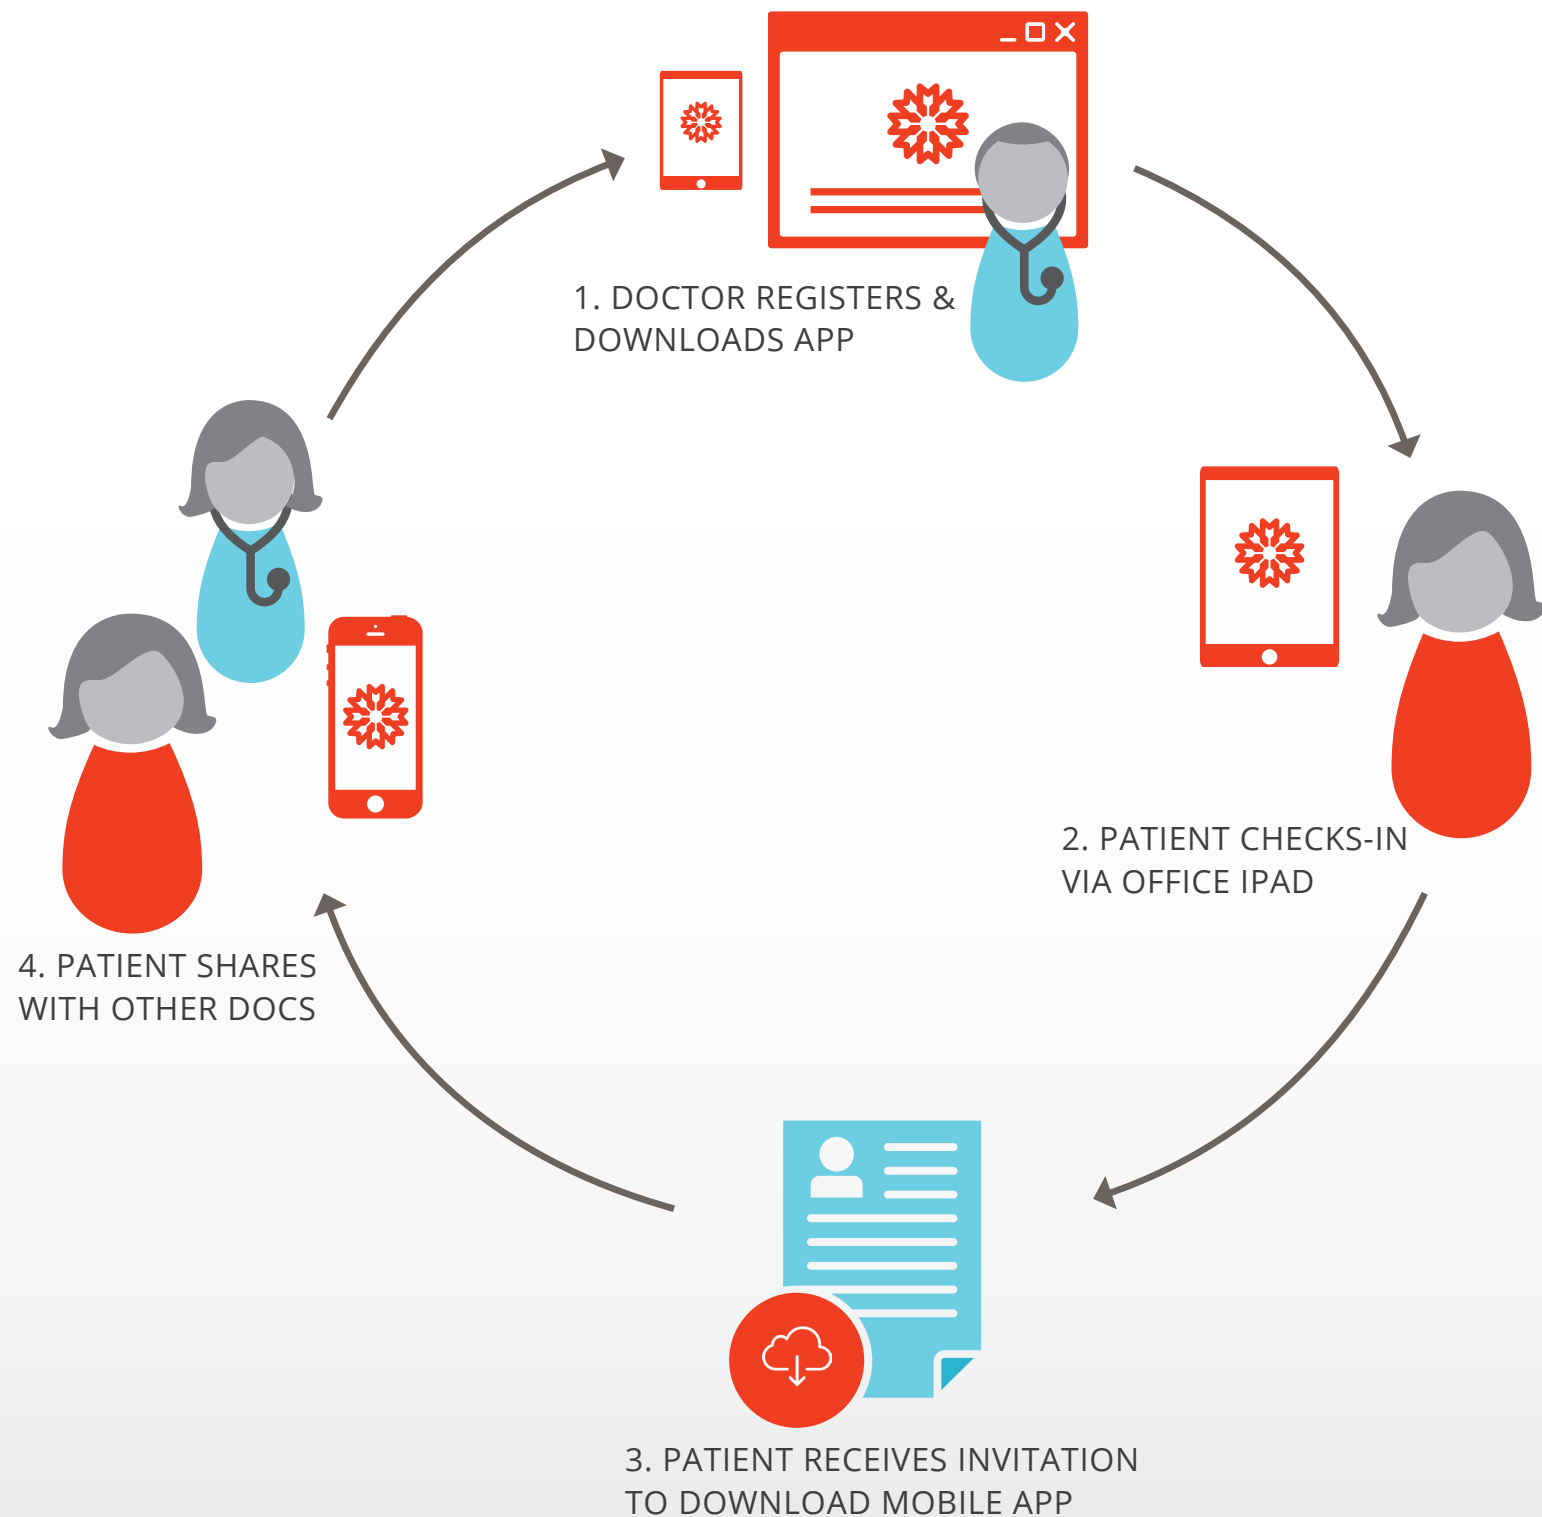 1. DOCTOR REGISTERS &
DOWNLOADS APP
2. PATIENT CHECKS-IN
VIA OFFICE IPAD
3. PATIENT RECEIVES INVITATION
TO DOWNLOAD MOBILE APP
4. PATIENT SHARES
WITH OTHER DOCS